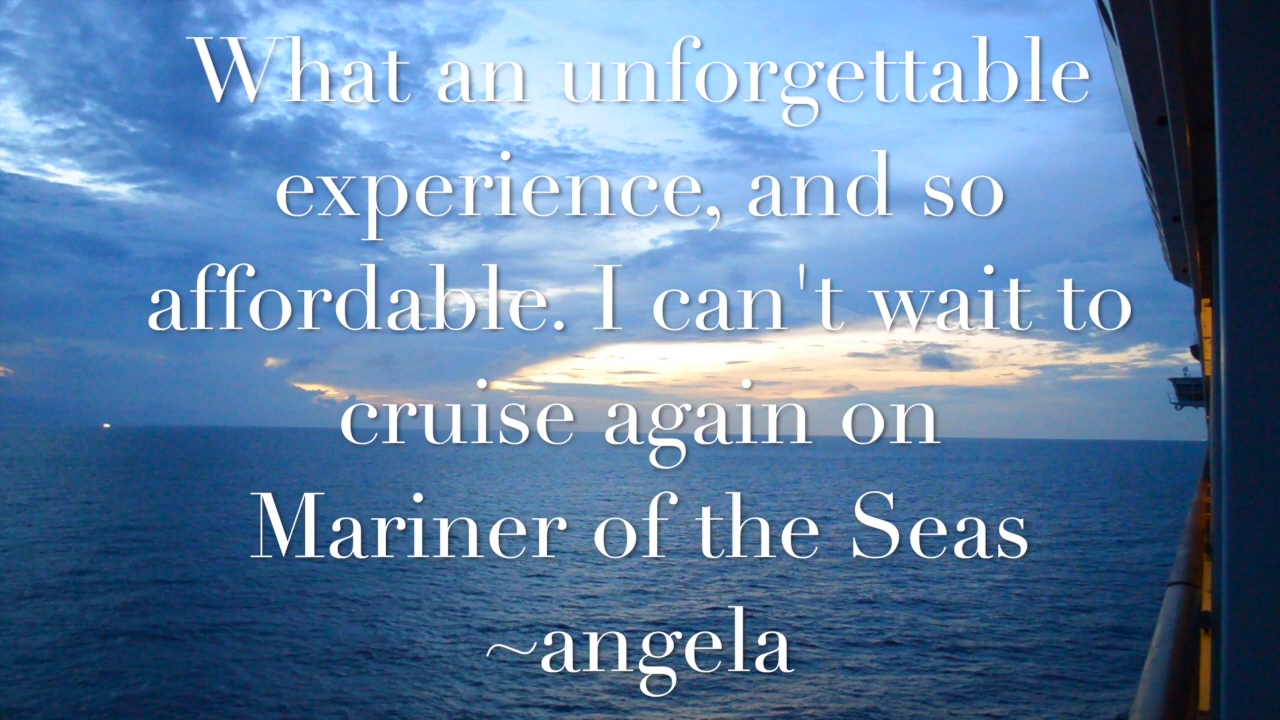 What an unforgettable
experience, and so
affordable. I can't wait to
cruise again on
Mariner of the Seas
~angela